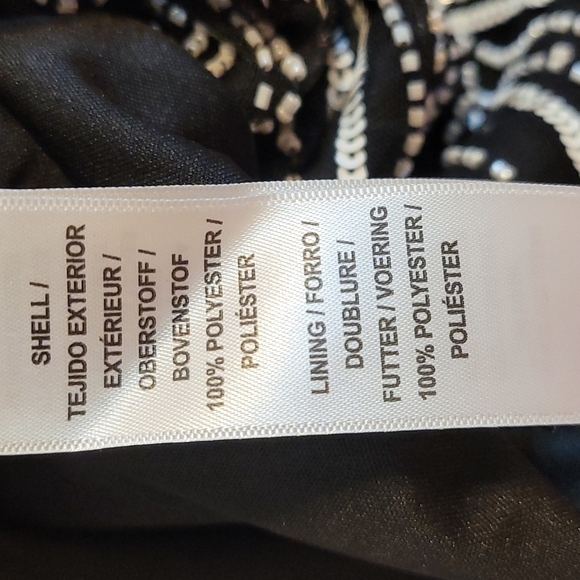 SHELL /
TEJIDO EXTERIOR
EXTÉRIEUR /
OBERSTOFF /
BOVENSTOF
100% POLYESTER /
POLIÉSTER
LINING / FORRO /
DOUBLURE /
FUTTER / VOERING
100% POLYESTER /
POLIÉSTER